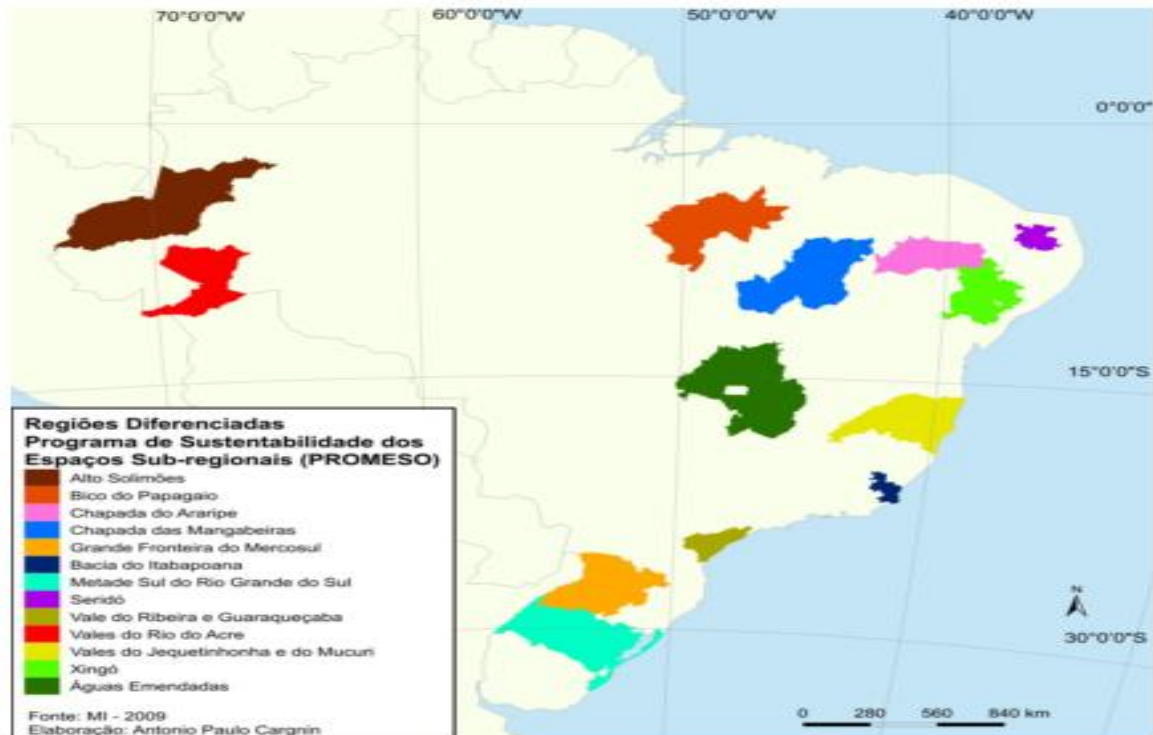 70°0'0"W
60°0'0"W
50°0'0"W
40°0'0"W
0°0'0"
15°0'0"S
Regiões Diferenciadas
Programa de Sustentabilidade dos
Espaços Sub-regionais (PROMESO)
Alto Solimões
Bico do Papagaio
Chapada do Araripe
Chapada das Mangabeiras
Grande Fronteira do Mercosul
Bacia do Itabapoana
Metade Sul do Rio Grande do Sul
Seridó
Vale do Ribeira e Guaraqueçaba
Vales do Rio do Acre
Vales do Jequetinhonha e do Mucuri
Xingó
Águas Emendadas
N
30°0'0"S
Fonte: MI - 2009
Elaboração: Antonio Paulo Cargnin
0 280 560 840 km